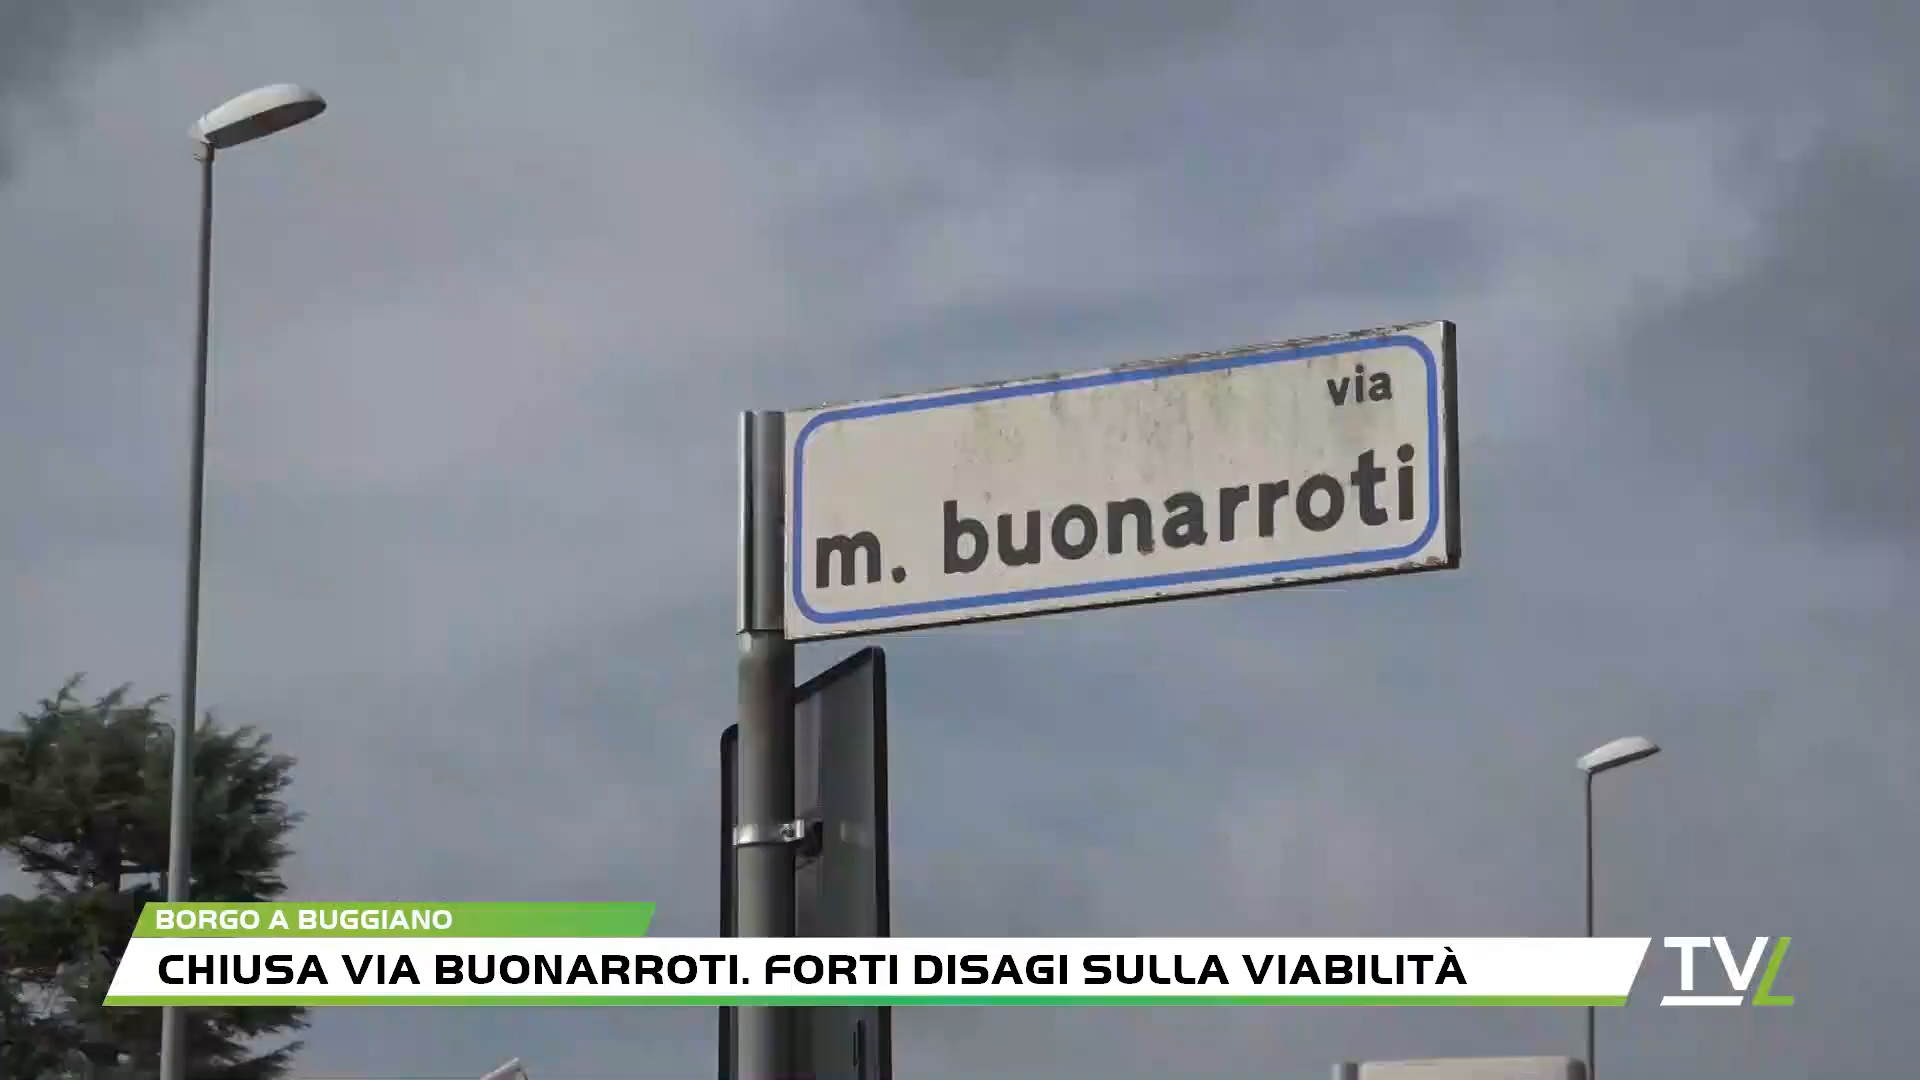 via
m. buonarroti
BORGO A BUGGIANO
CHIUSA VIA BUONARROTI. FORTI DISAGI SULLA VIABILITÀ
TVL